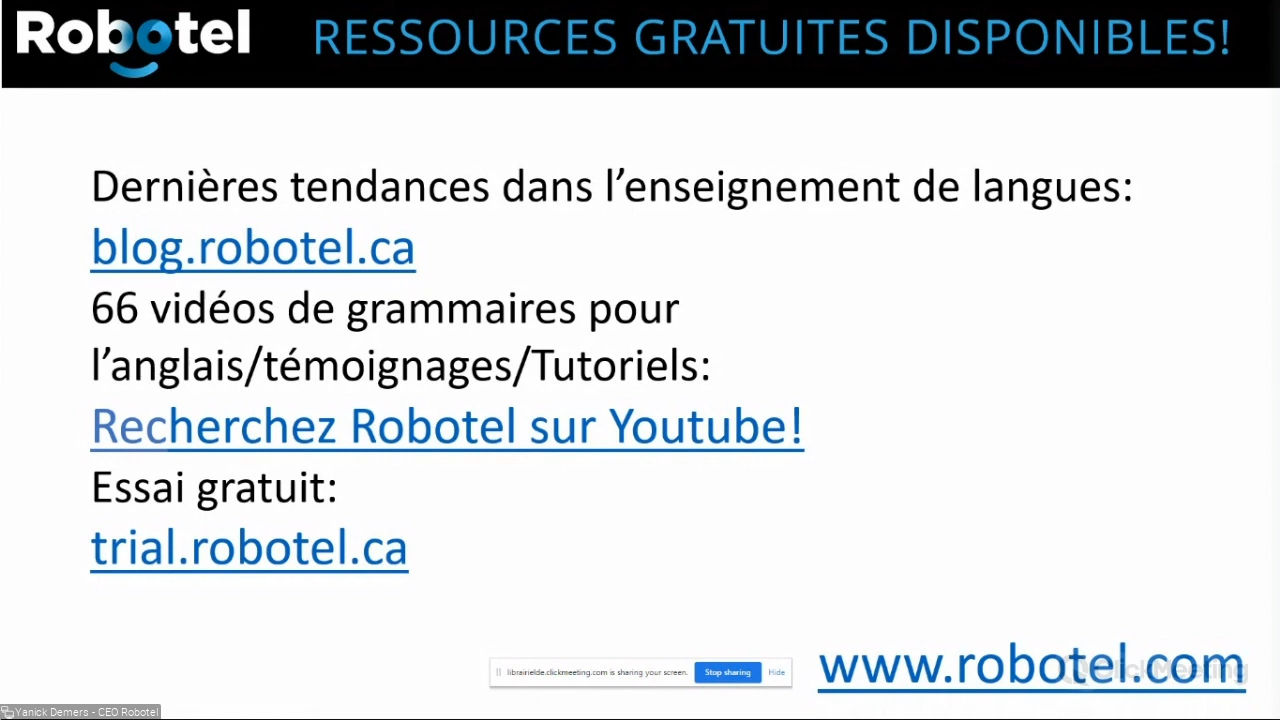 Robotel RESSOURCES GRATUITES DISPONIBLES!
Dernières tendances dans l’enseignement de langues:
blog.robotel.ca
66 vidéos de grammaires pour
l’anglais/témoignages/Tutoriels:
Recherchez Robotel sur Youtube!
Essai gratuit:
trial.robotel.ca
www.robotel.com
ClickMeeting
librairielde.clickmeeting.com is sharing your screen. Stop sharing Hide
Yanick Demers - CEO Robotel